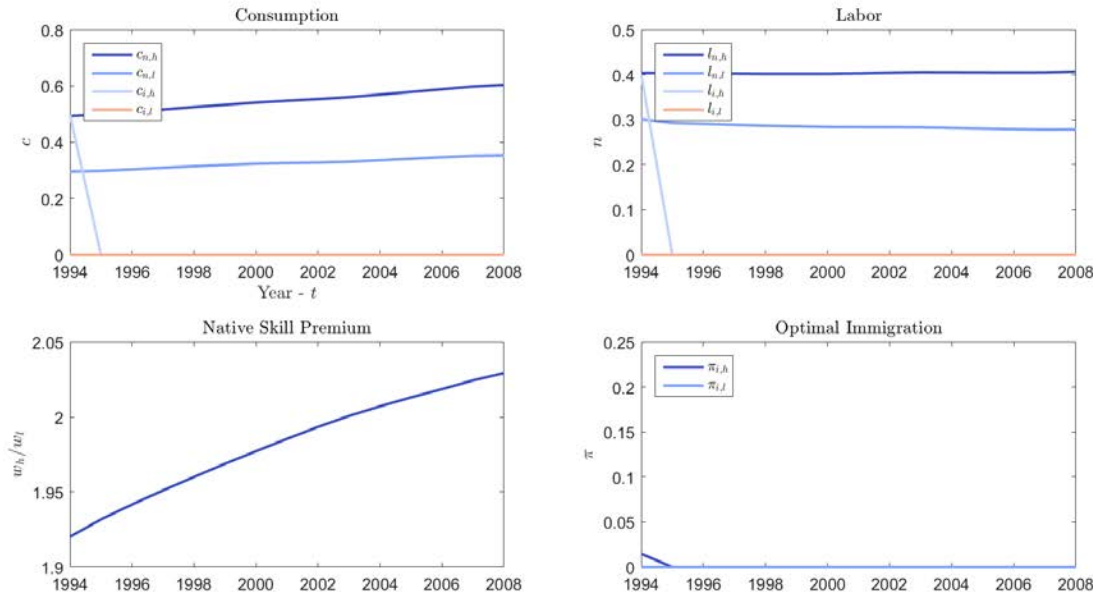 Consumption
0.8
0.6
0.4
0.2
0
c
c_{n,h}
c_{n,l}
c_{i,h}
c_{i,l}
1994 1996 1998 2000 2002 2004 2006 2008
Year - t
Labor
0.5
0.4
0.3
0.2
0.1
0
n
l_{n,h}
l_{n,l}
l_{i,h}
l_{i,l}
1994 1996 1998 2000 2002 2004 2006 2008
Native Skill Premium
2.05
2
1.95
1.9
w_h/w_l
1994 1996 1998 2000 2002 2004 2006 2008
Optimal Immigration
0.25
0.2
0.15
0.1
0.05
0
π
π_{i,h}
π_{i,l}
1994 1996 1998 2000 2002 2004 2006 2008